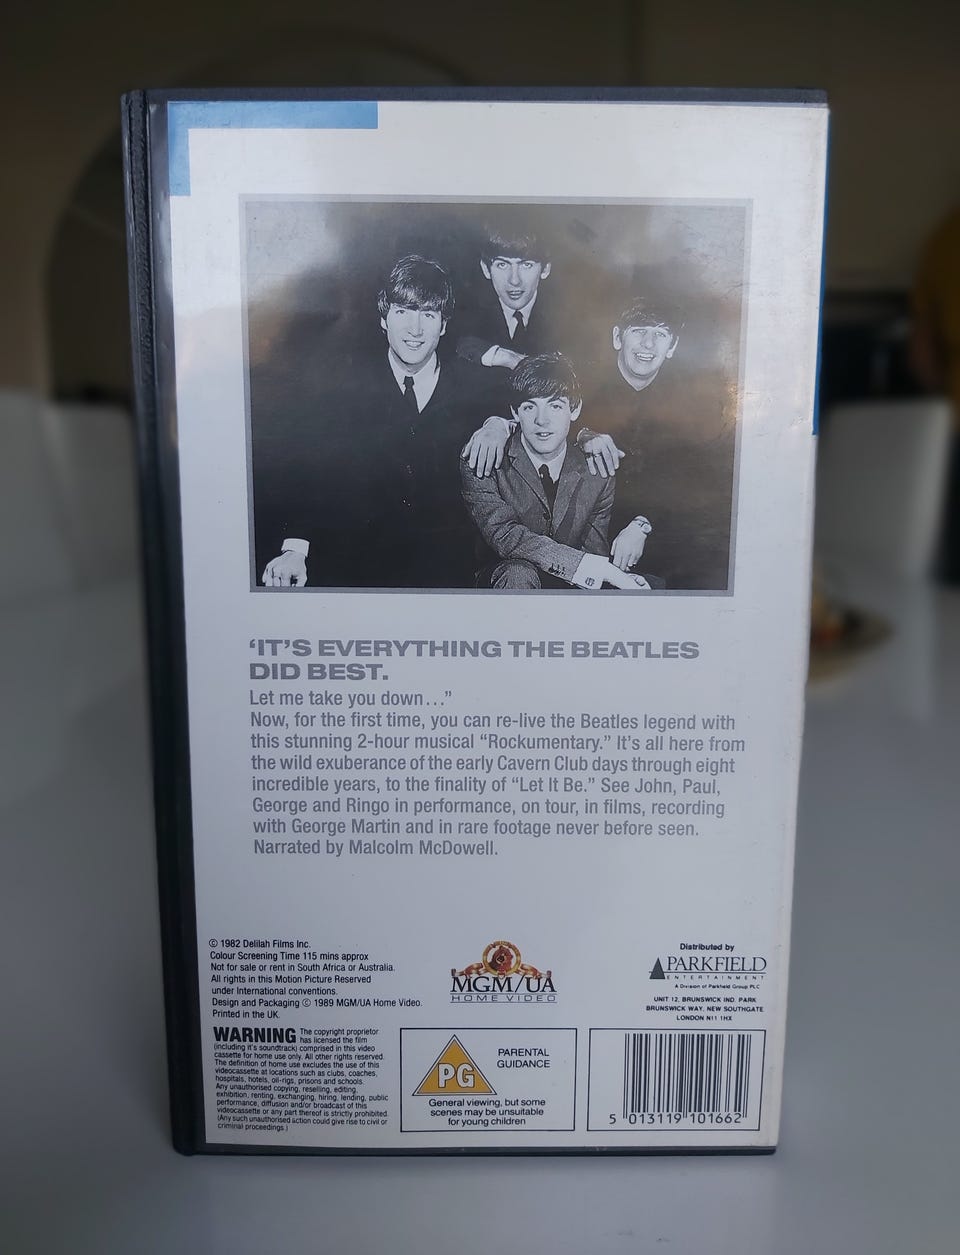 ‘IT’S EVERYTHING THE BEATLES
DID BEST.
Let me take you down...”
Now, for the first time, you can re-live the Beatles legend with
this stunning 2-hour musical “Rockumentary.” It’s all here from
the wild exuberance of the early Cavern Club days through eight
incredible years, to the finality of “Let It Be.” See John, Paul,
George and Ringo in performance, on tour, in films, recording
with George Martin and in rare footage never before seen.
Narrated by Malcolm McDowell.
© 1982 Delilah Films Inc.
Colour Screening Time 115 mins approx
Not for sale or rent in South Africa or Australia.
All rights in this Motion Picture Reserved
under International conventions.
Design and Packaging © 1989 MGM/UA Home Video.
Printed in the UK.
MGM/UA
HOME VIDEO
Distributed by
PARKFIELD
ENTERTAINMENT
A Division of Parkfield Group PLC
UNIT 12, BRUNSWICK IND. PARK
BRUNSWICK WAY, NEW SOUTHGATE
LONDON N11 1HX
WARNING The copyright proprietor
has licensed the film
(including it's soundtrack) comprised in this video
cassette for home use only. All other rights reserved.
The definition of home use excludes the use of this
videocassette at locations such as clubs, coaches,
hospitals, hotels, oil-rigs, prisons and schools.
Any unauthorised copying, reselling, editing,
exhibition, renting, exchanging, hiring, lending, public
performance, diffusion and/or broadcast of this
videocassette or any part thereof is strictly prohibited.
(Any such unauthorised action could give rise to civil or
criminal proceedings.)
PG
PARENTAL
GUIDANCE
General viewing, but some
scenes may be unsuitable
for young children
5 013119 101662